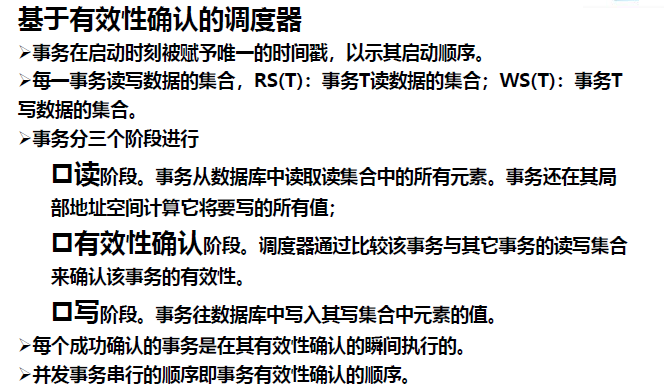 基于有效性确认的调度器
➢事务在启动时刻被赋予唯一的时间戳，以示其启动顺序。
➢每一事务读写数据的集合，RS(T)：事务T读数据的集合；WS(T)：事务T
写数据的集合。
➢事务分三个阶段进行
读阶段。事务从数据库中读取读集合中的所有元素。事务还在其局
部地址空间计算它将要写的所有值；
有效性确认阶段。调度器通过比较该事务与其它事务的读写集合
来确认该事务的有效性。
写阶段。事务往数据库中写入其写集合中元素的值。
➢每个成功确认的事务是在其有效性确认的瞬间执行的。
➢并发事务串行的顺序即事务有效性确认的顺序。